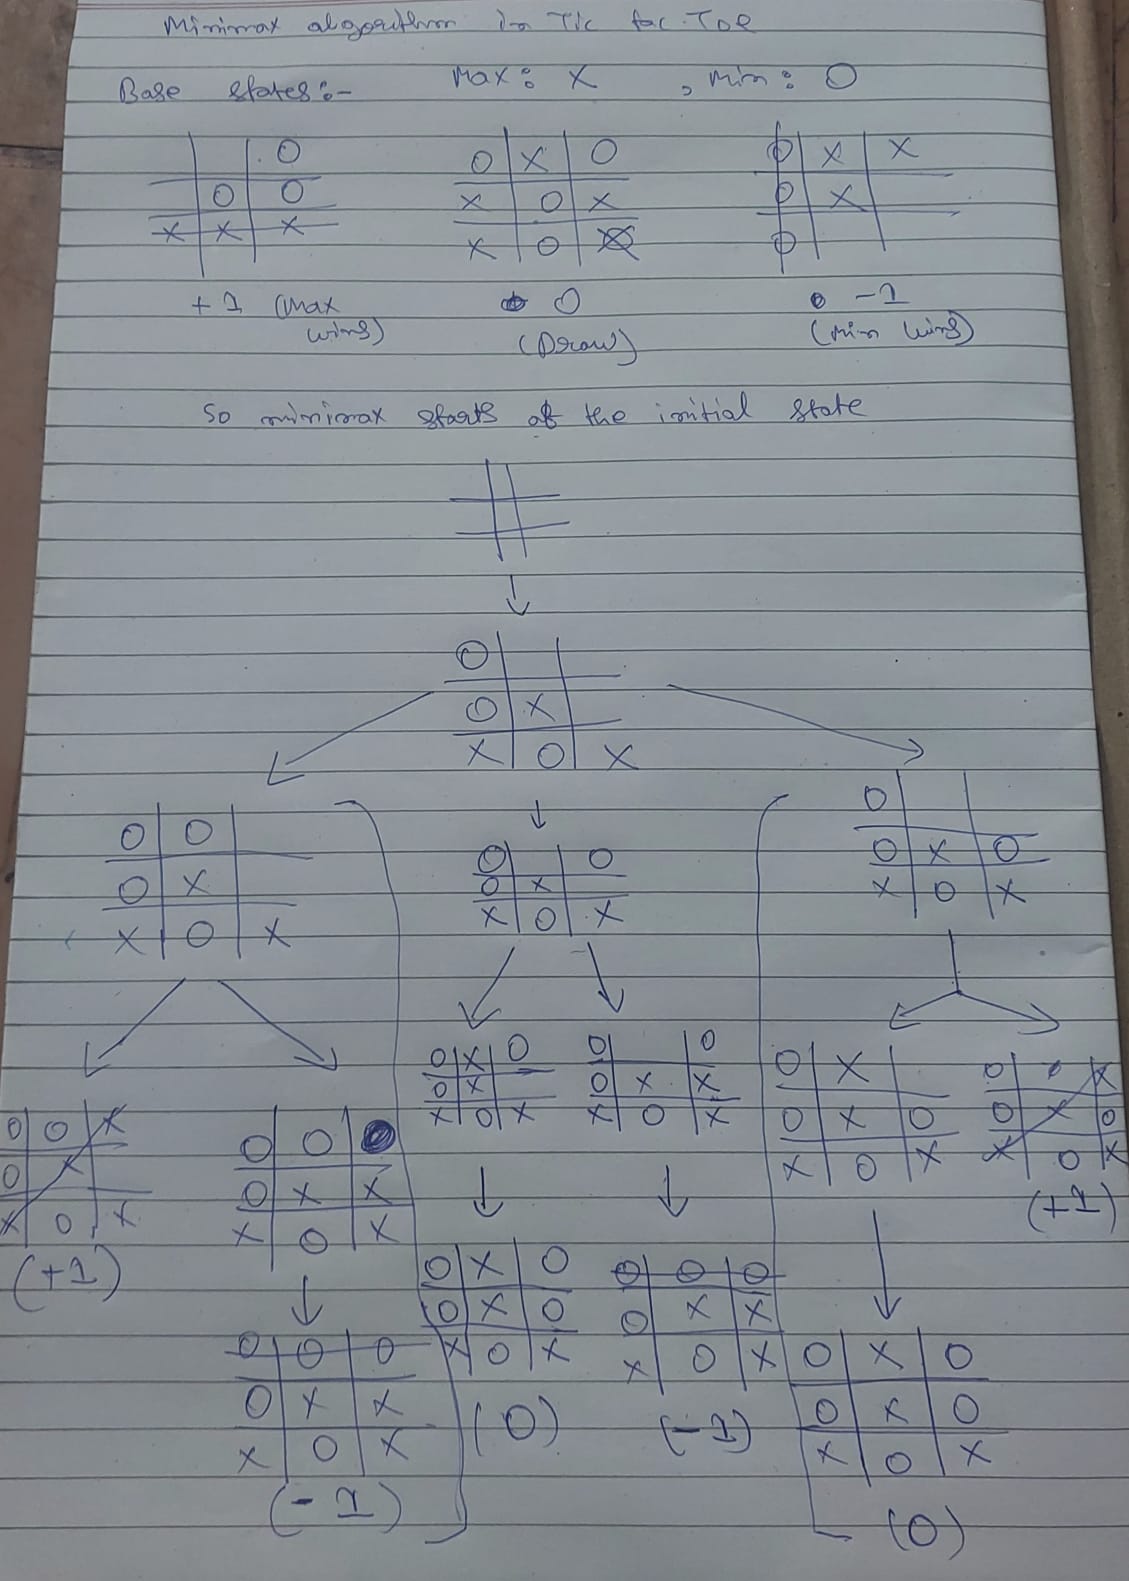 Minimax algorithm in Tic Tac Toe
Base states:- Max: X , Min: O
O
O O
X X X
O X O
X O X
X O X
O X X
O X
O
+1 (Max wins)
0 (Draw)
-1 (Min wins)
So minimax starts at the initial state
O
O X
X O X
O O
O X
X O X
O O
O X
X O X
O
O X O
X O X
O O X
O X
X O X
(+1)
O O
O X X
X O X
O X O
O X
X O X
O O
O X X
X O X
O X
O X O
X O X
O X
O X O
X O X
(+1)
O O O
O X X
X O X
(-1)
O X O
O X O
X O X
(0)
O O O
O X X
X O X
(-1)
O X O
O X O
X O X
(0)